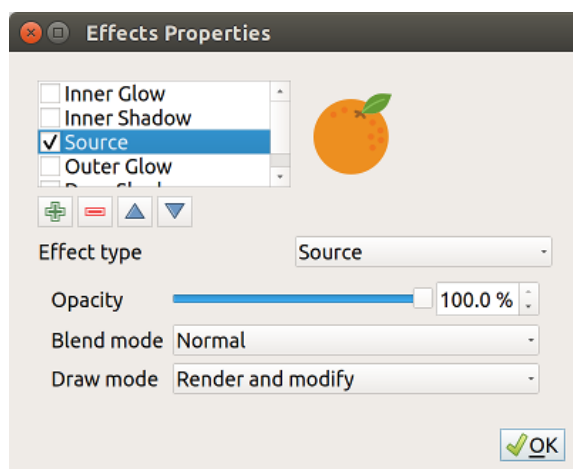 Effects Properties
Inner Glow
Inner Shadow
Source
Outer Glow
Effect type Source
Opacity 100.0 %
Blend mode Normal
Draw mode Render and modify
OK